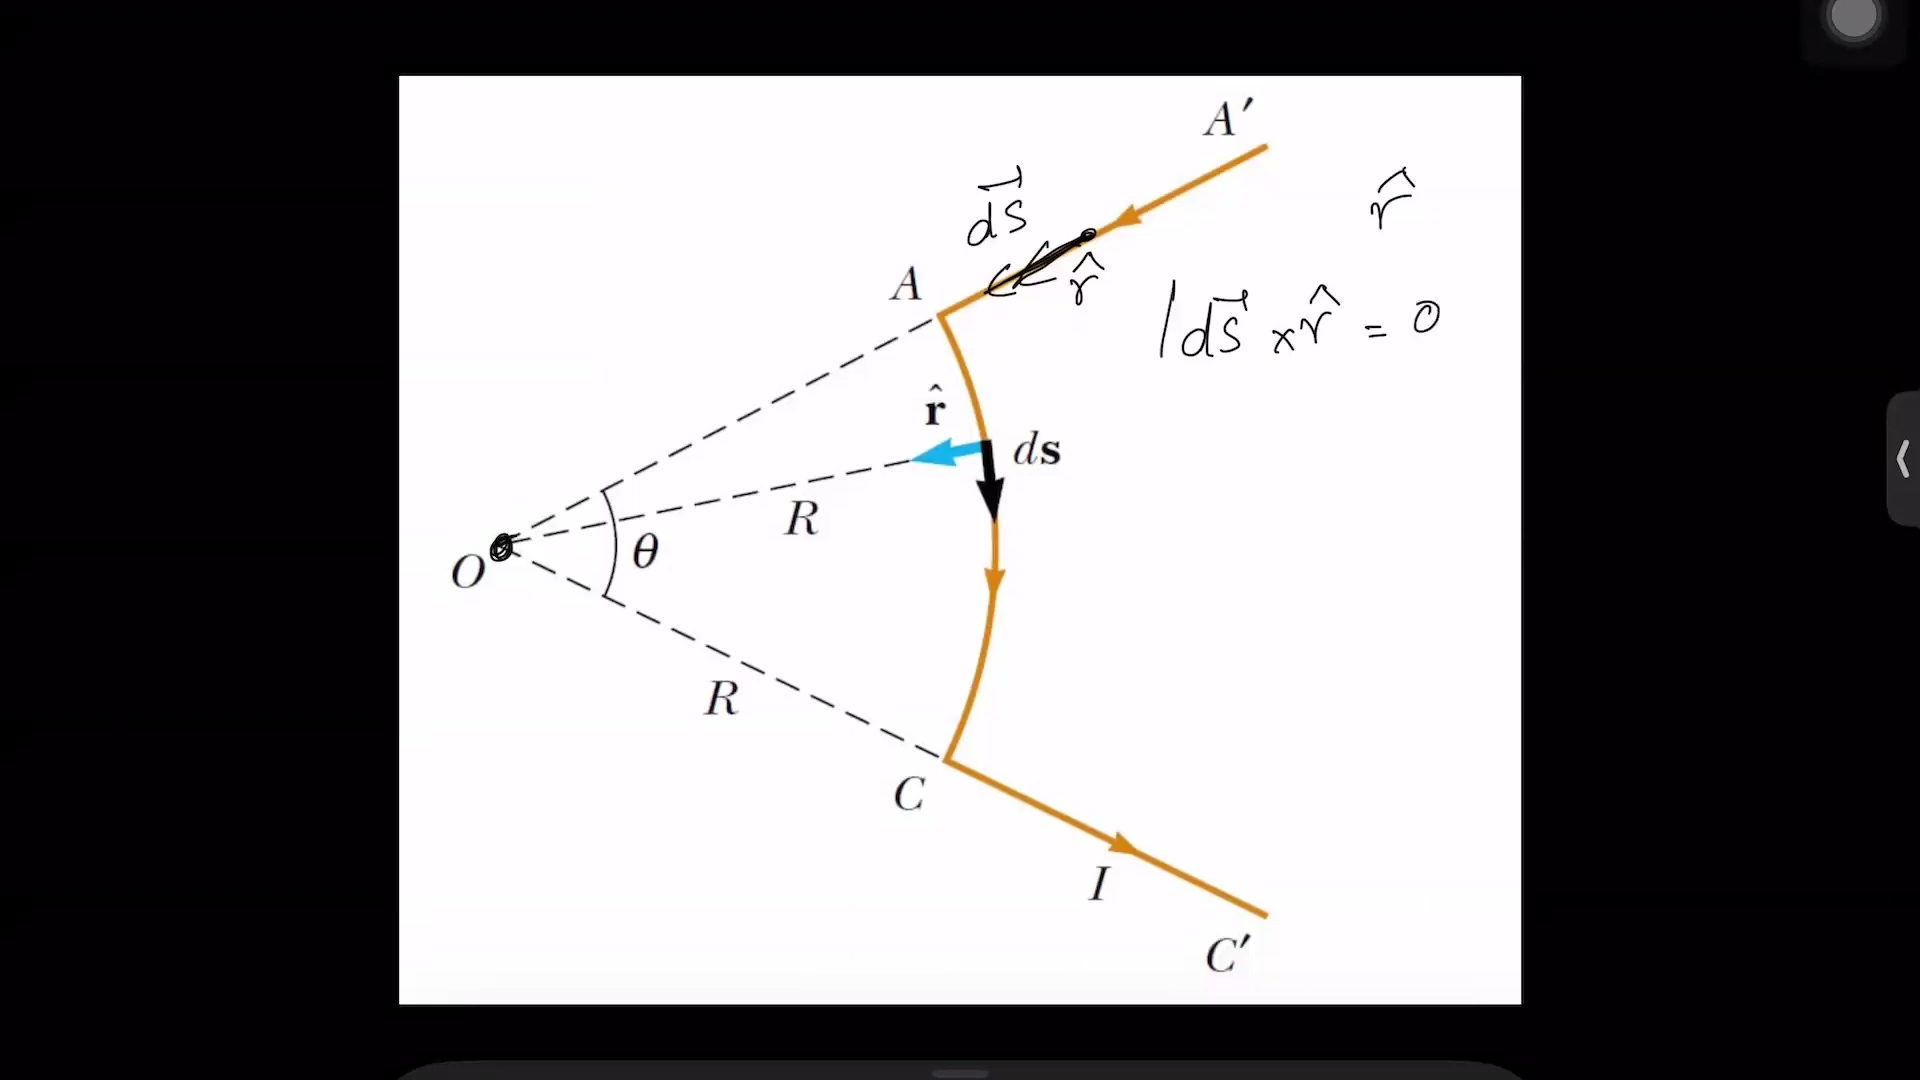 A′
ds⃗
r̂
A
r̂
|ds⃗ × r̂ = 0
r̂
ds
R
θ
O
R
C
I
C′